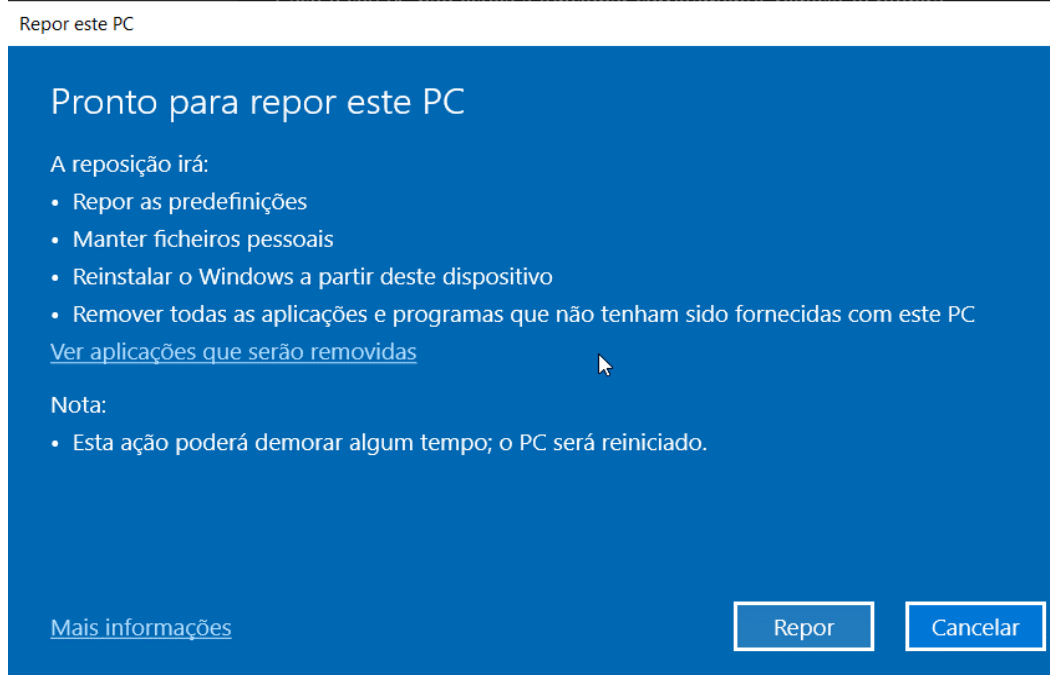 Repor este PC
Pronto para repor este PC
A reposição irá:
• Repor as predefinições
• Manter ficheiros pessoais
• Reinstalar o Windows a partir deste dispositivo
• Remover todas as aplicações e programas que não tenham sido fornecidas com este PC
Ver aplicações que serão removidas
Nota:
• Esta ação poderá demorar algum tempo; o PC será reiniciado.
Mais informações
Repor
Cancelar